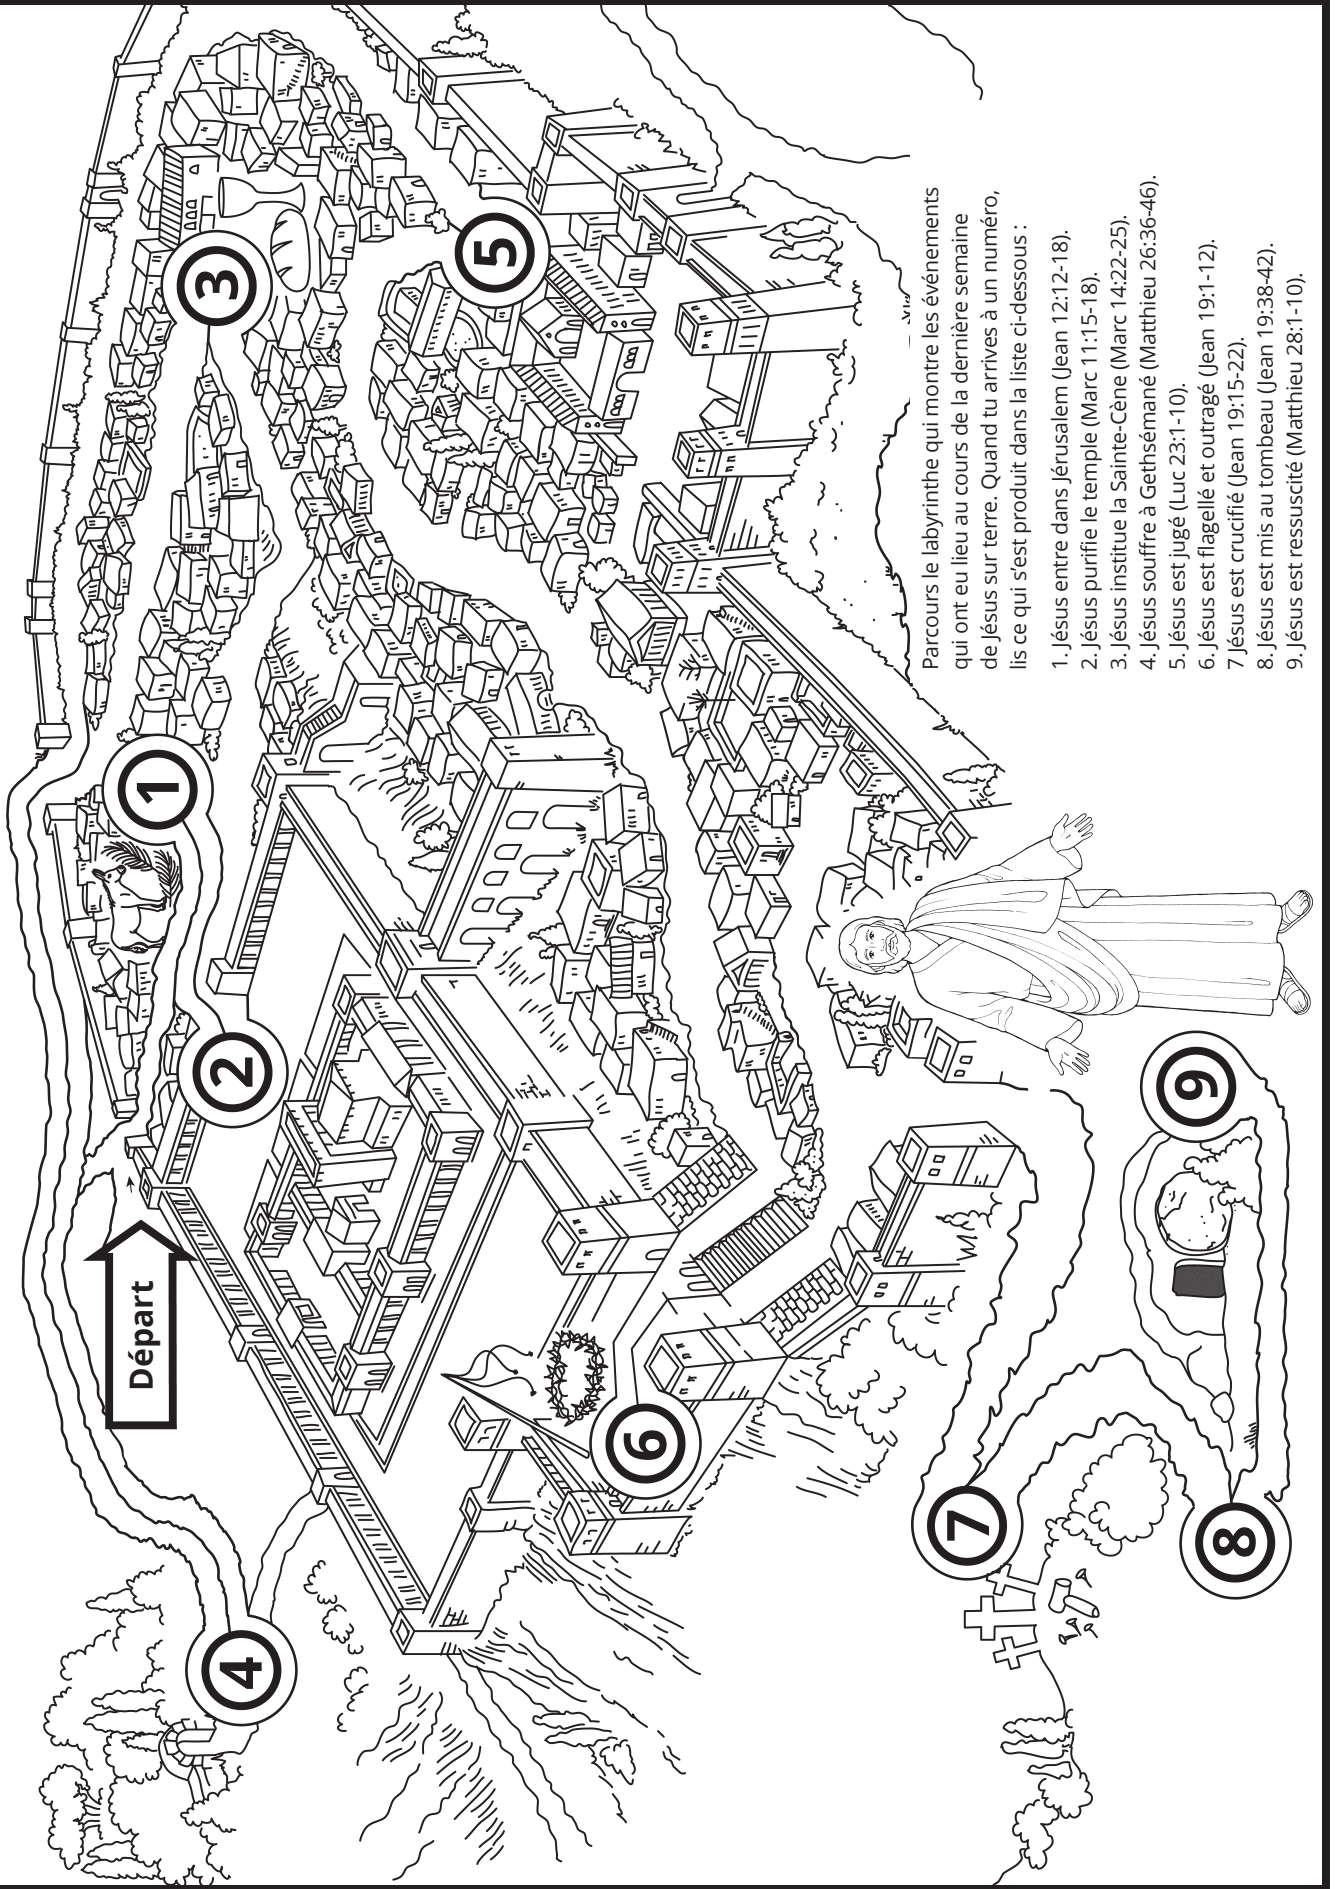 Départ
1
2
3
4
5
6
7
8
9
Parcours le labyrinthe qui montre les événements
qui ont eu lieu au cours de la dernière semaine
de Jésus sur terre. Quand tu arrives à un numéro,
lis ce qui s’est produit dans la liste ci-dessous :
1. Jésus entre dans Jérusalem (Jean 12:12-18).
2. Jésus purifie le temple (Marc 11:15-18).
3. Jésus institue la Sainte-Cène (Marc 14:22-25).
4. Jésus souffre à Gethsémané (Matthieu 26:36-46).
5. Jésus est jugé (Luc 23:1-10).
6. Jésus est flagellé et outragé (Jean 19:1-12).
7 Jésus est crucifié (Jean 19:15-22).
8. Jésus est mis au tombeau (Jean 19:38-42).
9. Jésus est ressuscité (Matthieu 28:1-10).